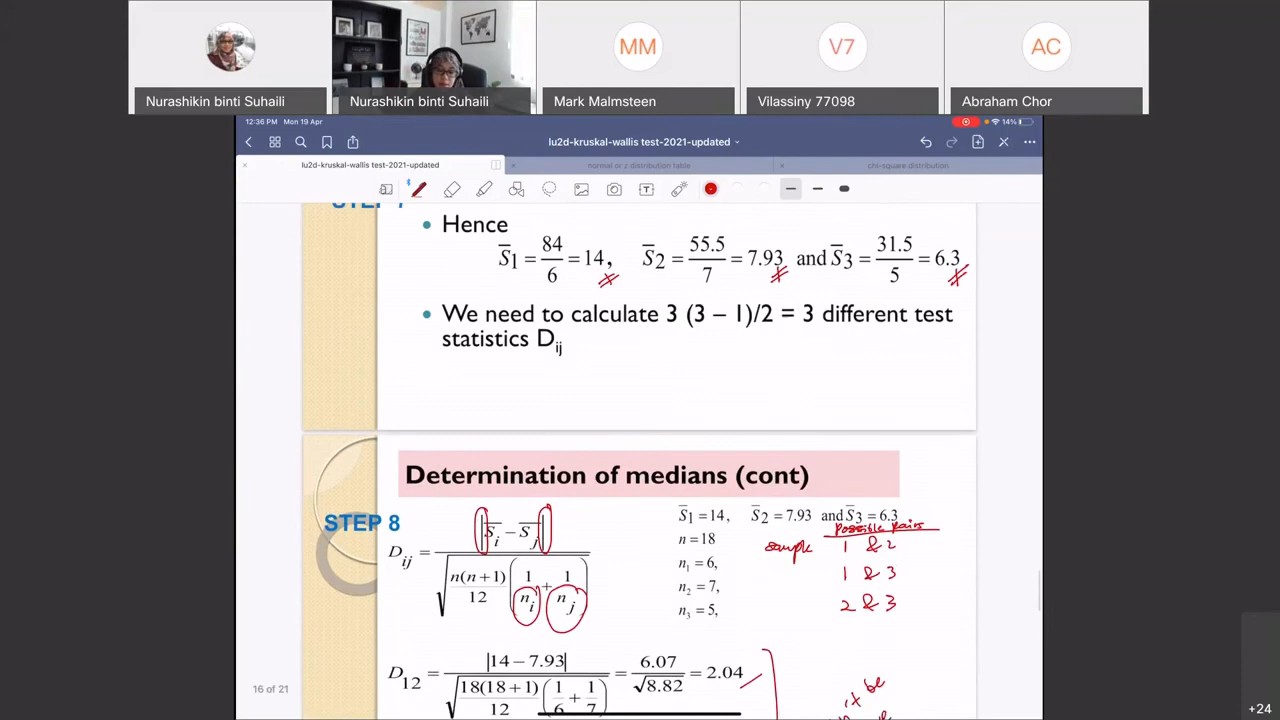 MM
V7
AC
Nurashikin binti Suhaili
Nurashikin binti Suhaili
Mark Malmsteen
Vilassiny 77098
Abraham Chor
12:36 PM Mon 19 Apr
14%
lu2d-kruskal-wallis test-2021-updated
lu2d-kruskal-wallis test-2021-updated
normal or z distribution table
chi-square distribution
T
Hence
S̅1 = 84/6 = 14, S̅2 = 55.5/7 = 7.93 and S̅3 = 31.5/5 = 6.3
We need to calculate 3 (3 – 1)/2 = 3 different test
statistics Dij
Determination of medians (cont)
STEP 8
S̅1 = 14, S̅2 = 7.93 and S̅3 = 6.3
Dij = |S̅i − S̅j| / √(n(n+1)/12 (1/ni + 1/nj))
n = 18
n1 = 6,
n2 = 7,
n3 = 5,
possible pairs
sample 1 & 2
1 & 3
2 & 3
D12 = |14 − 7.93| / √(18(18+1)/12 (1/6 + 1/7)) = 6.07/√8.82 = 2.04
it be
16 of 21
+24